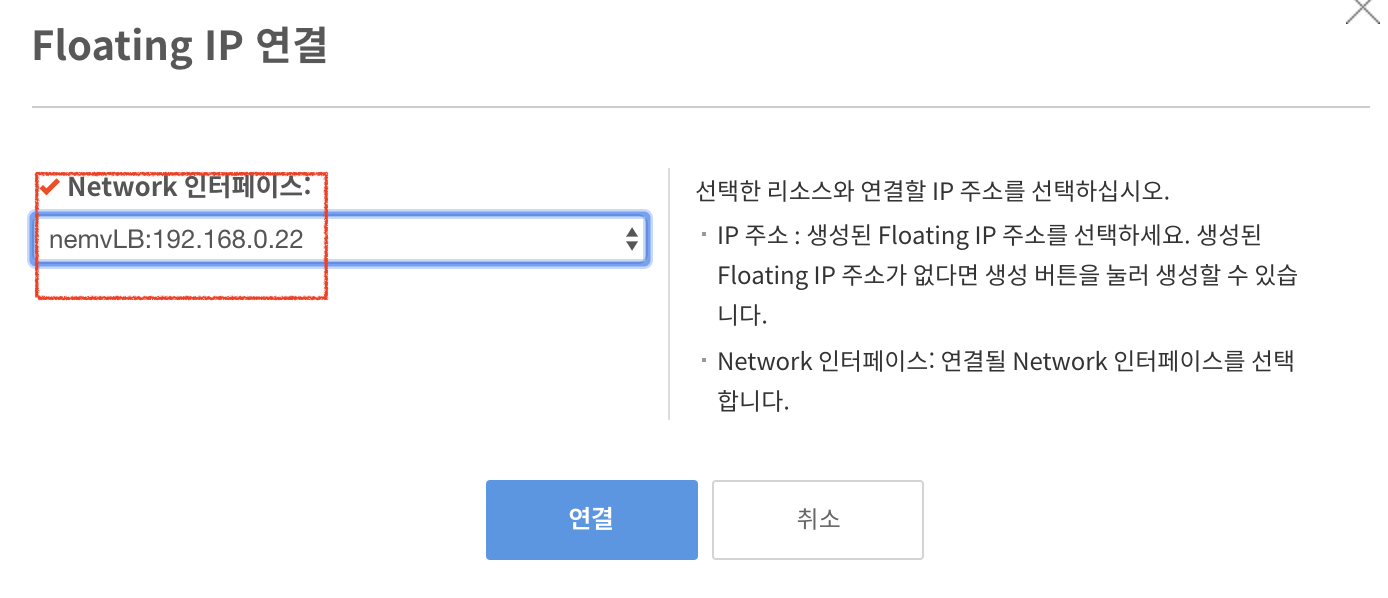 Floating IP 연결
Network 인터페이스:
nemvLB:192.168.0.22
선택한 리소스와 연결할 IP 주소를 선택하십시오.
· IP 주소 : 생성된 Floating IP 주소를 선택하세요. 생성된
Floating IP 주소가 없다면 생성 버튼을 눌러 생성할 수 있습
니다.
· Network 인터페이스: 연결될 Network 인터페이스를 선택
합니다.
연결
취소